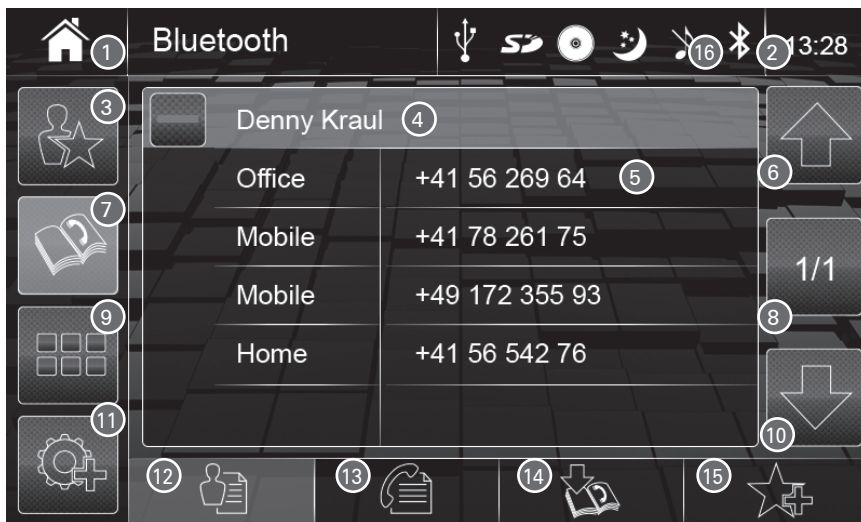 1 Bluetooth SD 16 2 13:28
3
Denny Kraul 4
Office +41 56 269 64 5
6
7
Mobile +41 78 261 75
1/1
Mobile +49 172 355 93
8
9
Home +41 56 542 76
10
11
12 13 14 15